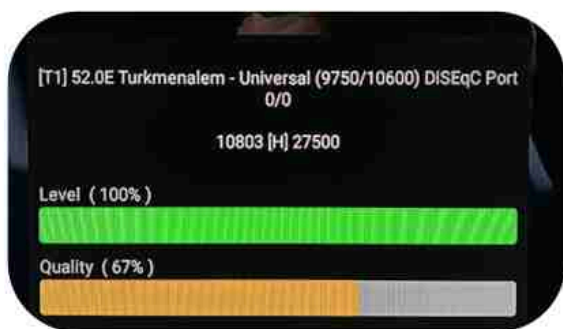 [T1] 52.0E Turkmenalem - Universal (9750/10600) DISEqC Port
0/0
10803 [H] 27500
Level ( 100% )
Quality ( 67% )